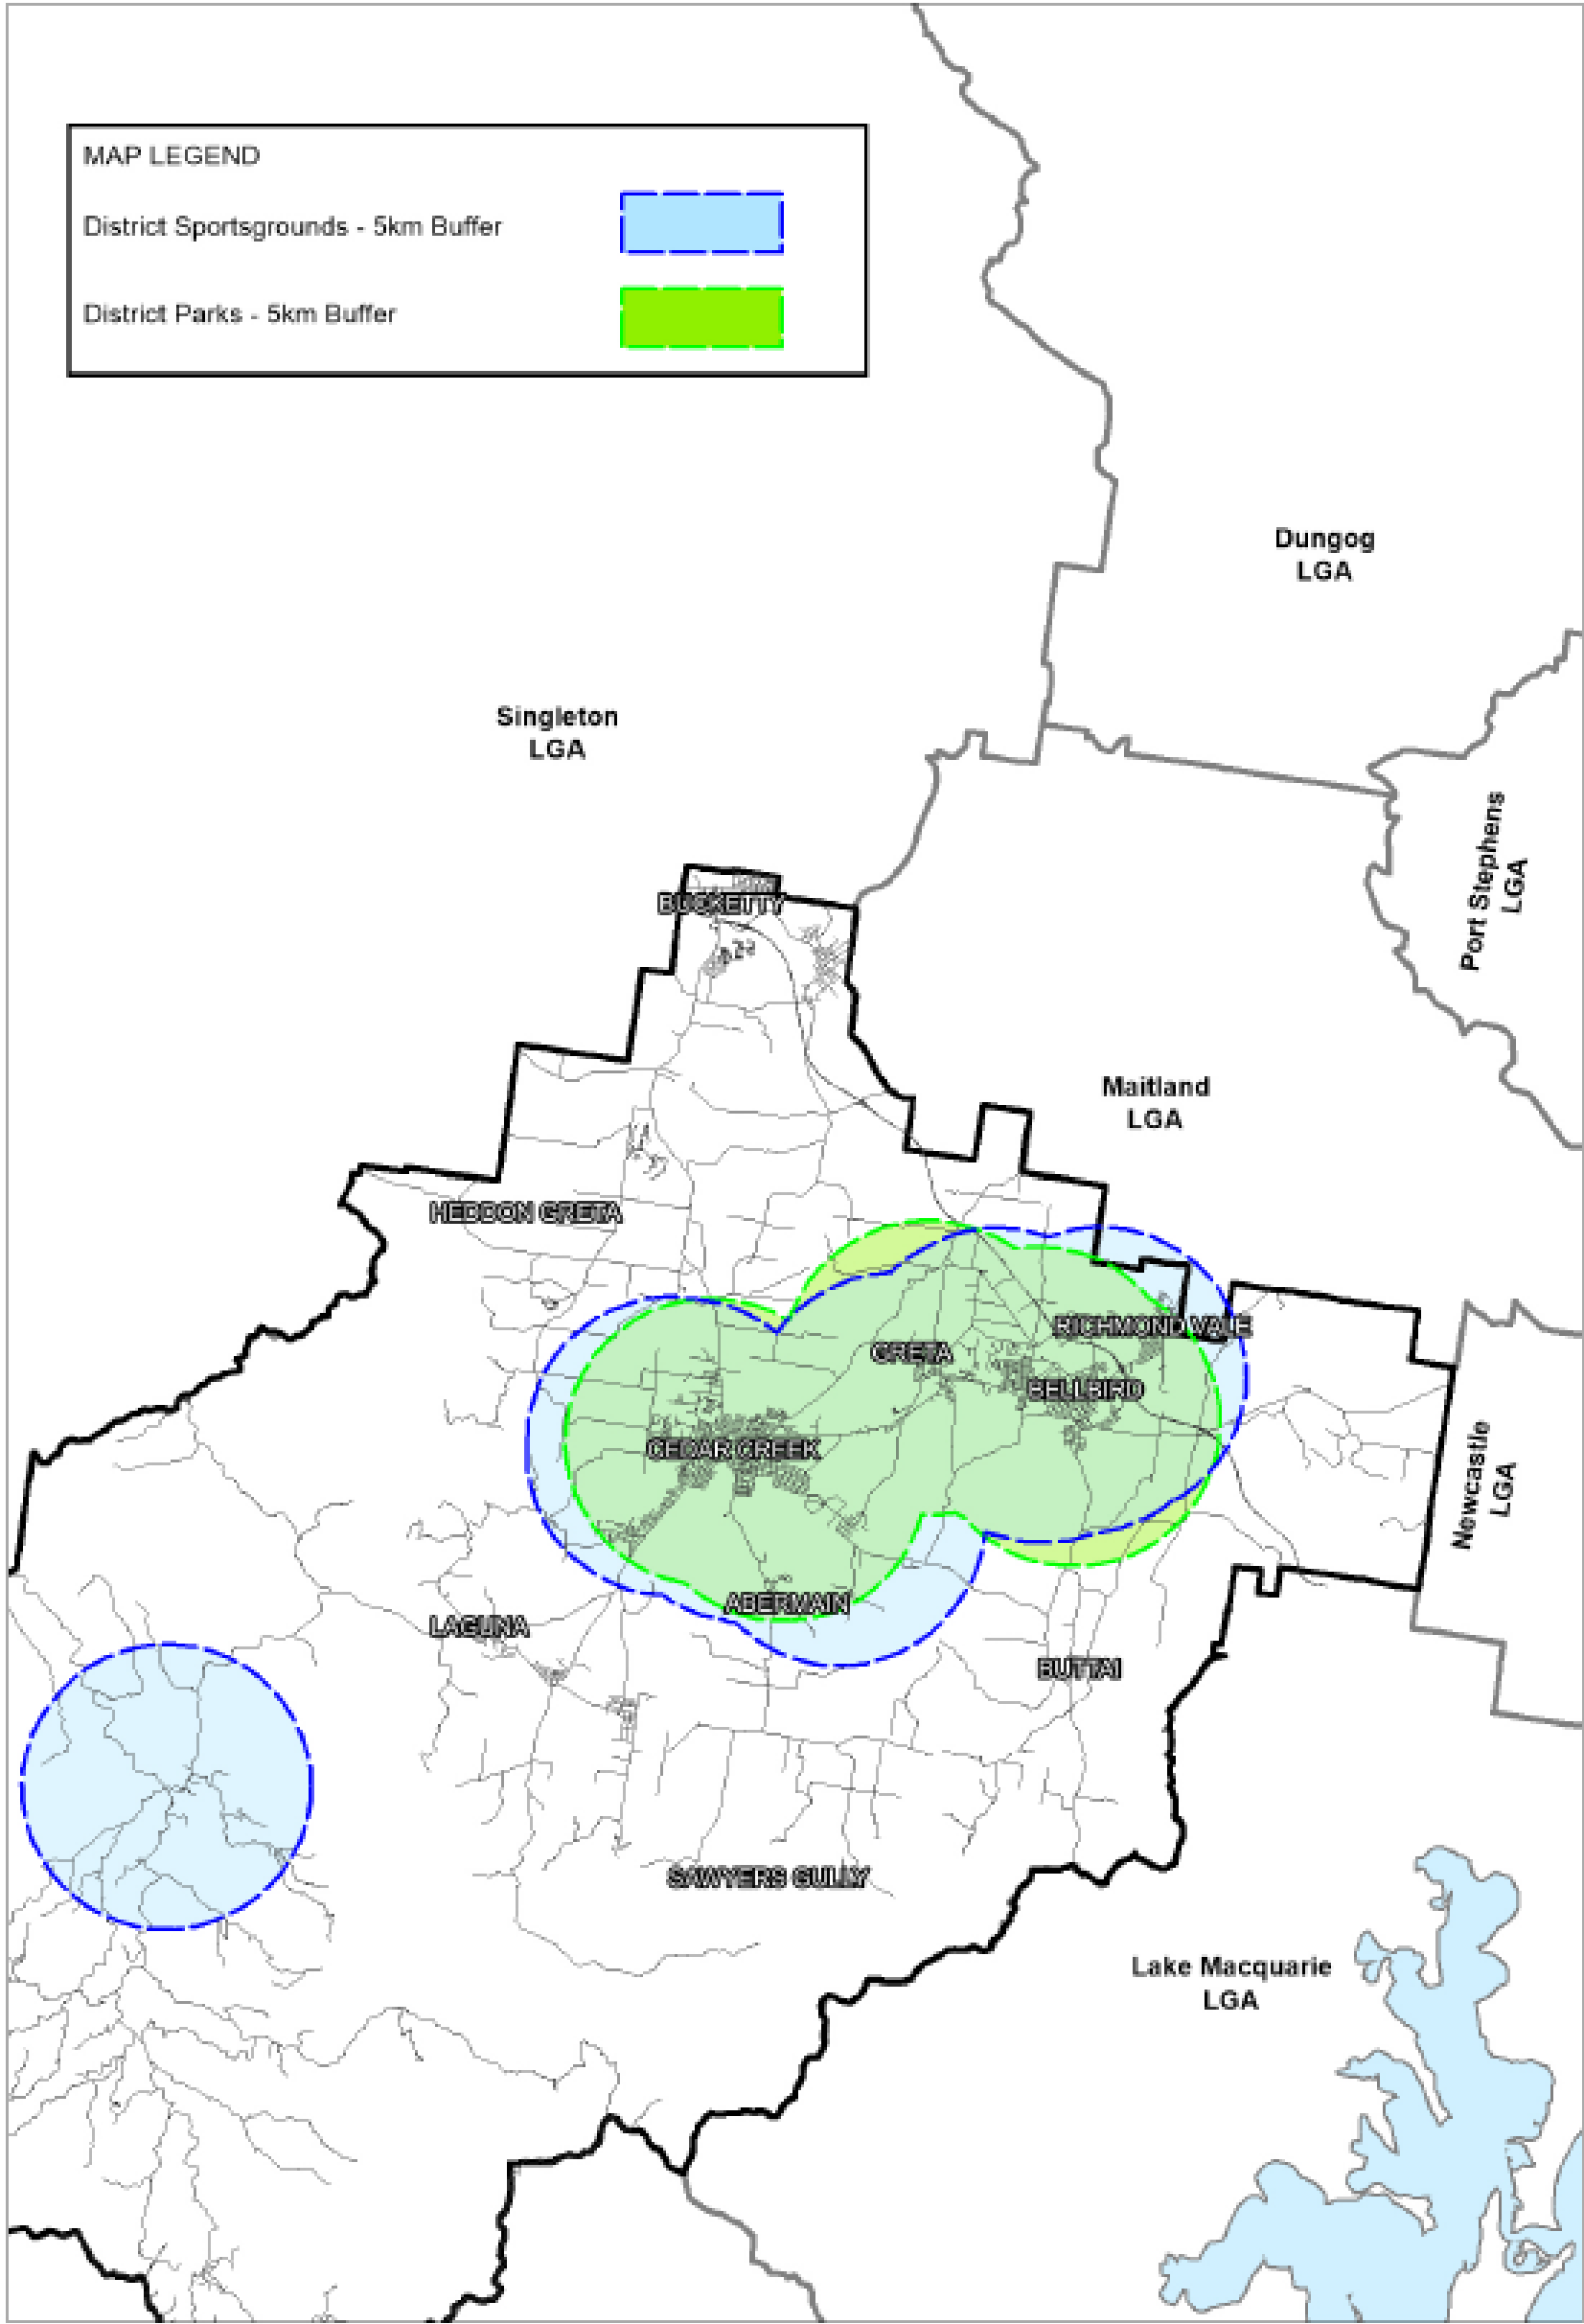 MAP LEGEND
District Sportsgrounds - 5km Buffer
District Parks - 5km Buffer
Dungog
LGA
Singleton
LGA
Port Stephens
LGA
BUCKETTY
Maitland
LGA
HEDDON GRETA
RICHMOND VALE
GRETA
BELLBIRD
CEDAR CREEK
Newcastle
LGA
ABERMAIN
LAGUNA
BUTTAI
SAWYERS GULLY
Lake Macquarie
LGA